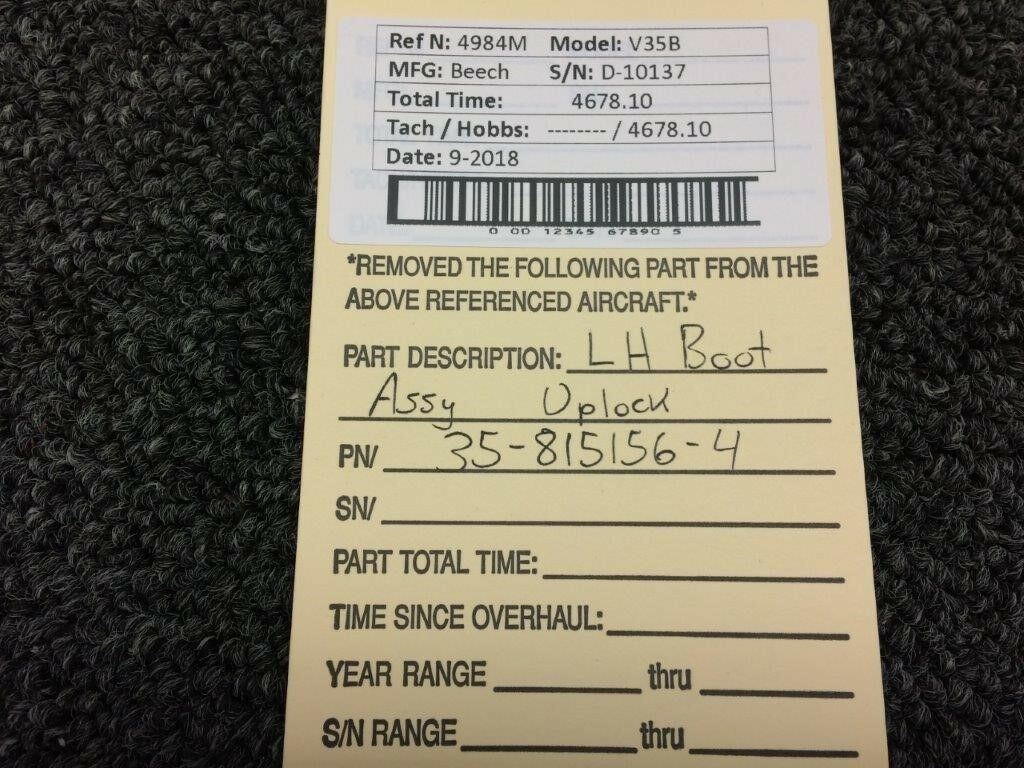 Ref N: 4984M Model: V35B
MFG: Beech S/N: D-10137
Total Time: 4678.10
Tach / Hobbs: -------- / 4678.10
Date: 9-2018
0 00 12345 67890 5
*REMOVED THE FOLLOWING PART FROM THE
ABOVE REFERENCED AIRCRAFT.*
PART DESCRIPTION: LH Boot
Assy Uplock
PN/ 35-815156-4
SN/
PART TOTAL TIME:
TIME SINCE OVERHAUL:
YEAR RANGE thru
S/N RANGE thru